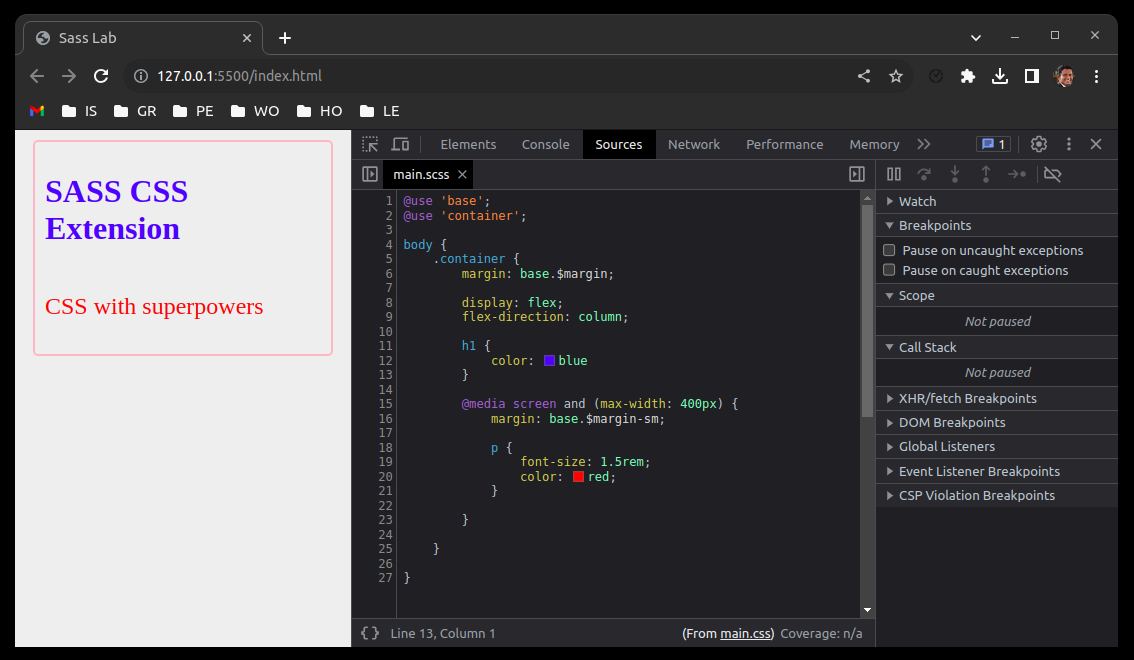 Sass Lab
127.0.0.1:5500/index.html
IS GR PE WO HO LE
SASS CSS
Extension
CSS with superpowers
Elements Console Sources Network Performance Memory 1
main.scss
1 @use 'base';
2 @use 'container';
3
4 body {
5 .container {
6 margin: base.$margin;
7
8 display: flex;
9 flex-direction: column;
10
11 h1 {
12 color: blue
13 }
14
15 @media screen and (max-width: 400px) {
16 margin: base.$margin-sm;
17
18 p {
19 font-size: 1.5rem;
20 color: red;
21 }
22
23 }
24
25 }
26
27 }
{ } Line 13, Column 1 (From main.css) Coverage: n/a
Watch
Breakpoints
Pause on uncaught exceptions
Pause on caught exceptions
Scope
Not paused
Call Stack
Not paused
XHR/fetch Breakpoints
DOM Breakpoints
Global Listeners
Event Listener Breakpoints
CSP Violation Breakpoints